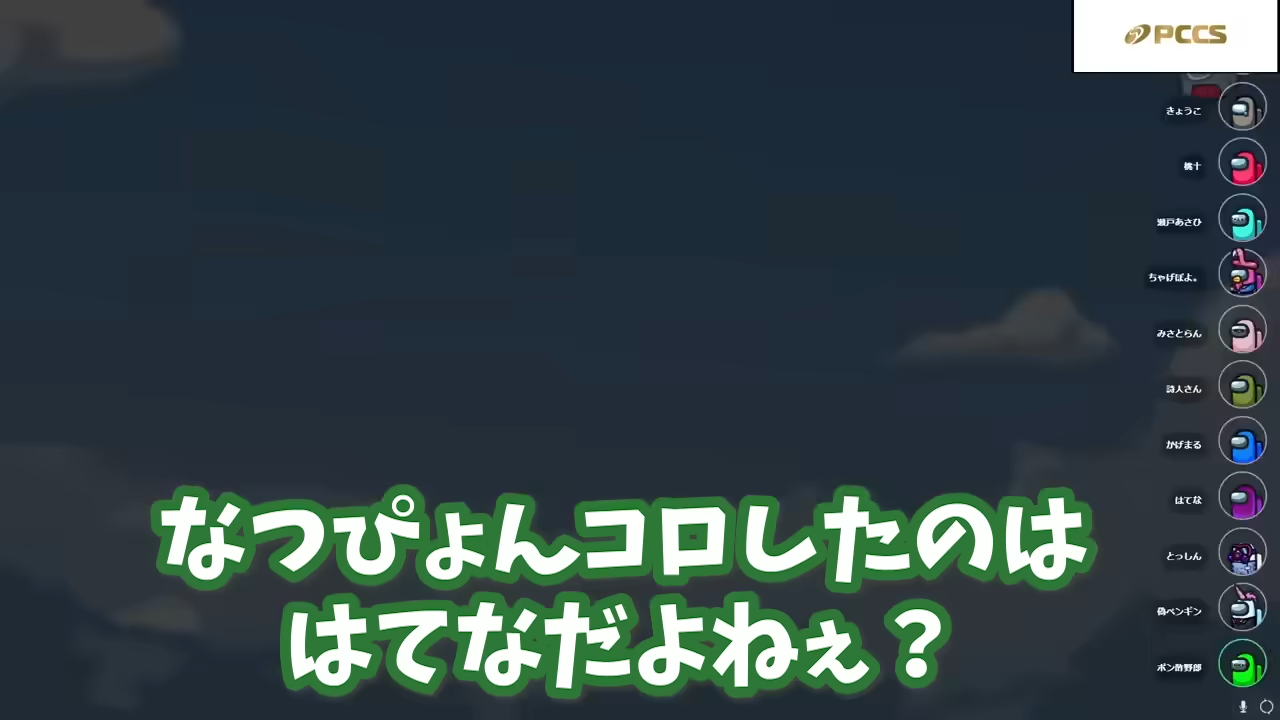 PCCS
きょうこ
桃十
瀬戸あさひ
ちゃげぽよ。
みさとらん
詩人さん
かげまる
はてな
とっしん
偽ペンギン
ポン酢野郎
なつぴょんコロしたのは
はてなだよねぇ？